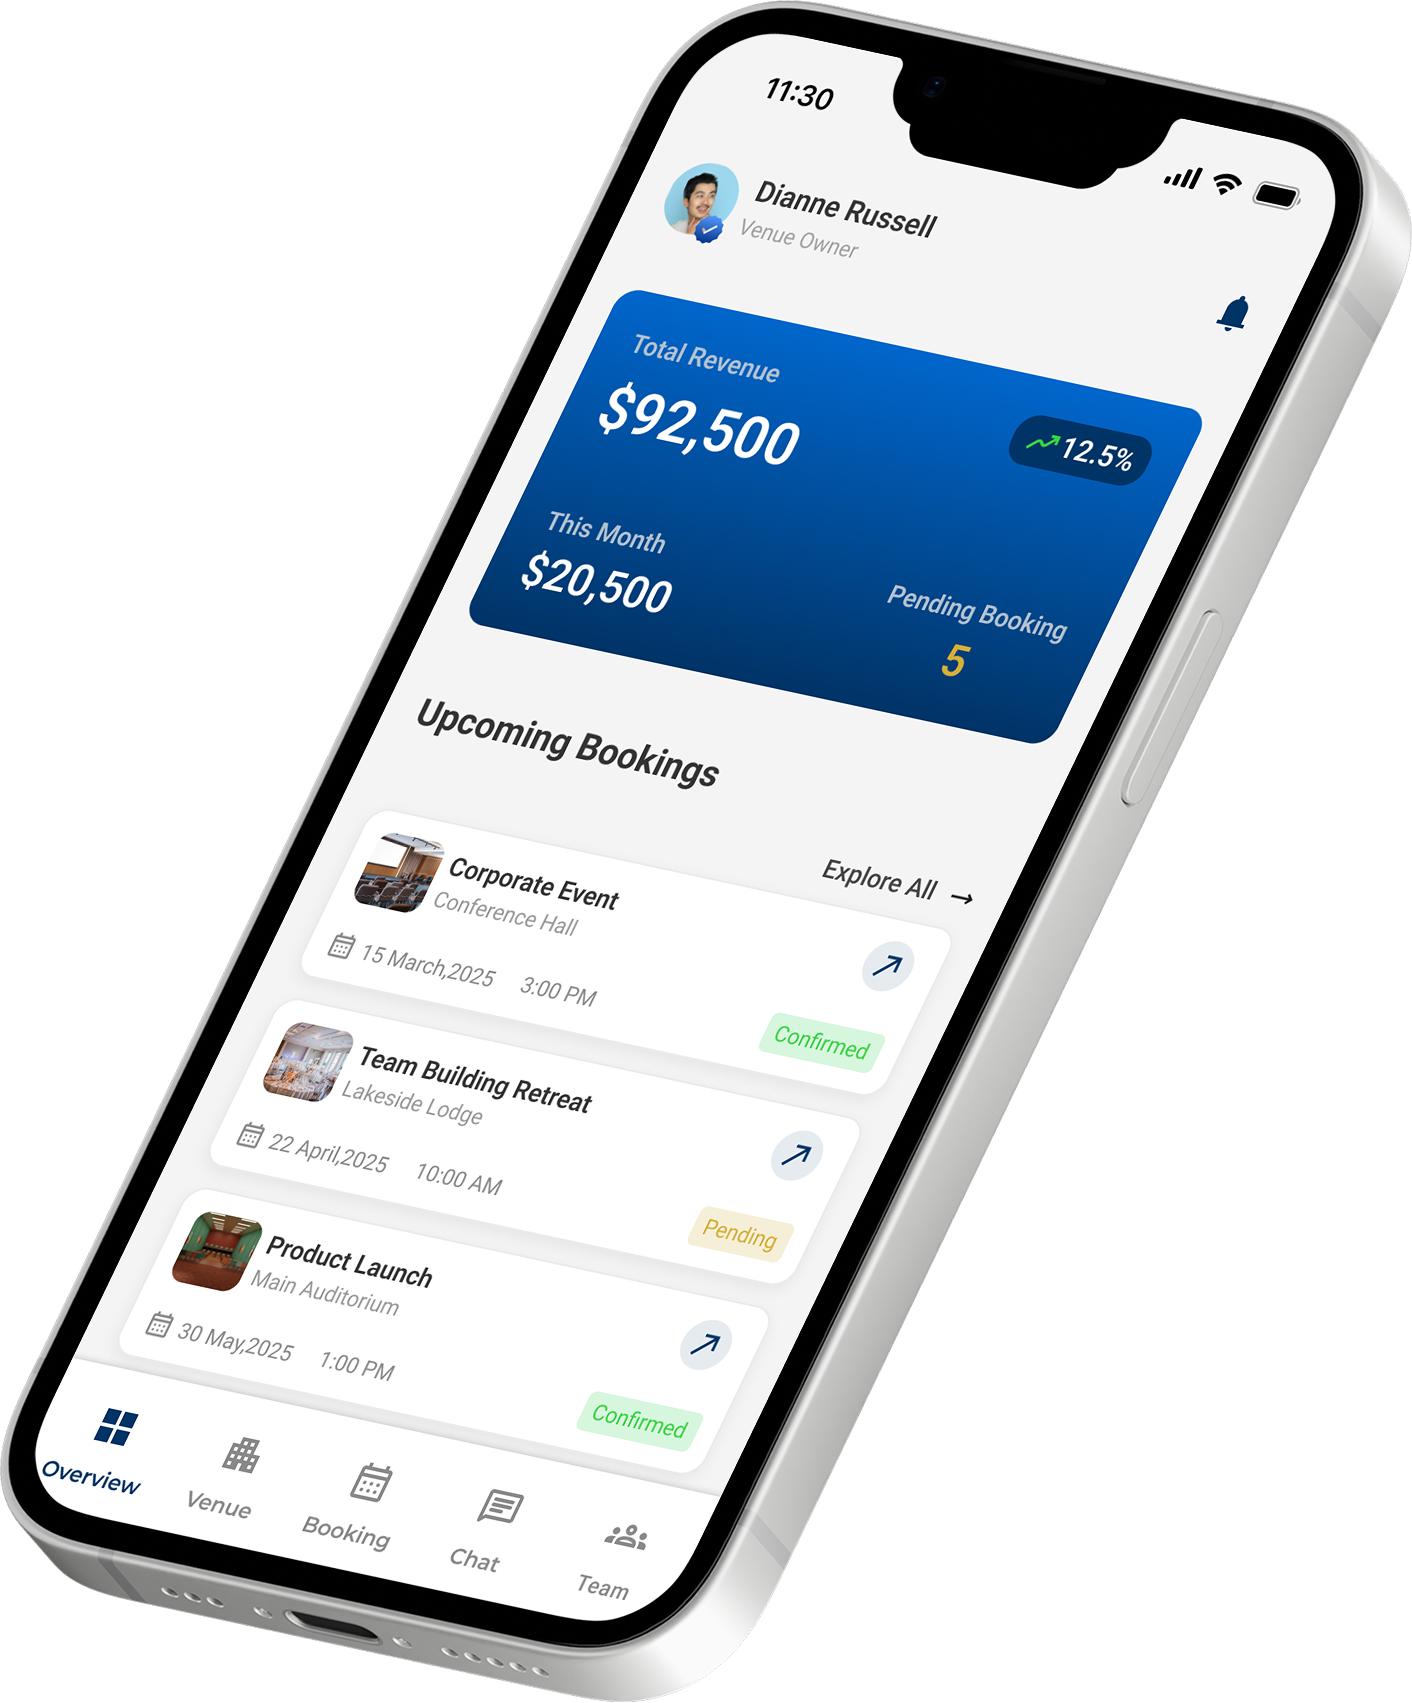 11:30
Dianne Russell
Venue Owner
Total Revenue
$92,500
12.5%
This Month
$20,500
Pending Booking
5
Upcoming Bookings
Explore All →
Corporate Event
Conference Hall
15 March,2025 3:00 PM
Confirmed
Team Building Retreat
Lakeside Lodge
22 April,2025 10:00 AM
Pending
Product Launch
Main Auditorium
30 May,2025 1:00 PM
Confirmed
Overview
Venue
Booking
Chat
Team